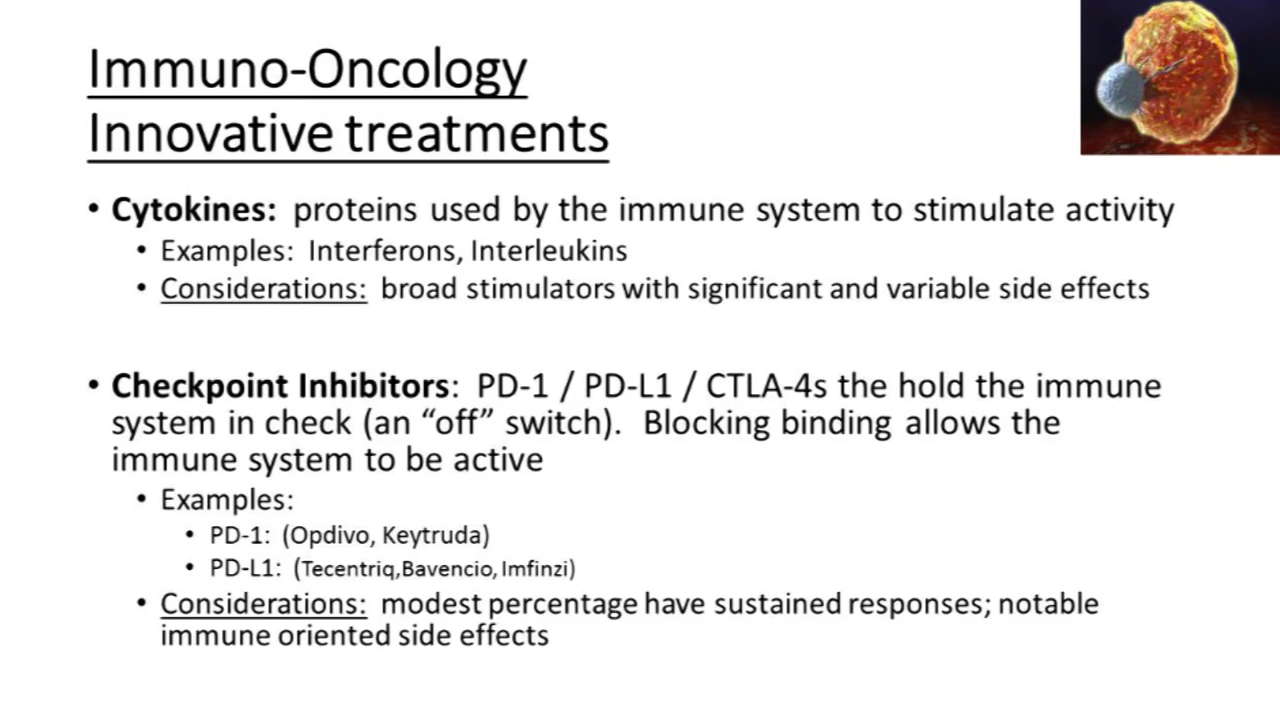 Immuno-Oncology
Innovative treatments
• Cytokines: proteins used by the immune system to stimulate activity
• Examples: Interferons, Interleukins
• Considerations: broad stimulators with significant and variable side effects
• Checkpoint Inhibitors: PD-1 / PD-L1 / CTLA-4s the hold the immune
system in check (an “off” switch). Blocking binding allows the
immune system to be active
• Examples:
• PD-1: (Opdivo, Keytruda)
• PD-L1: (Tecentriq,Bavencio, Imfinzi)
• Considerations: modest percentage have sustained responses; notable
immune oriented side effects